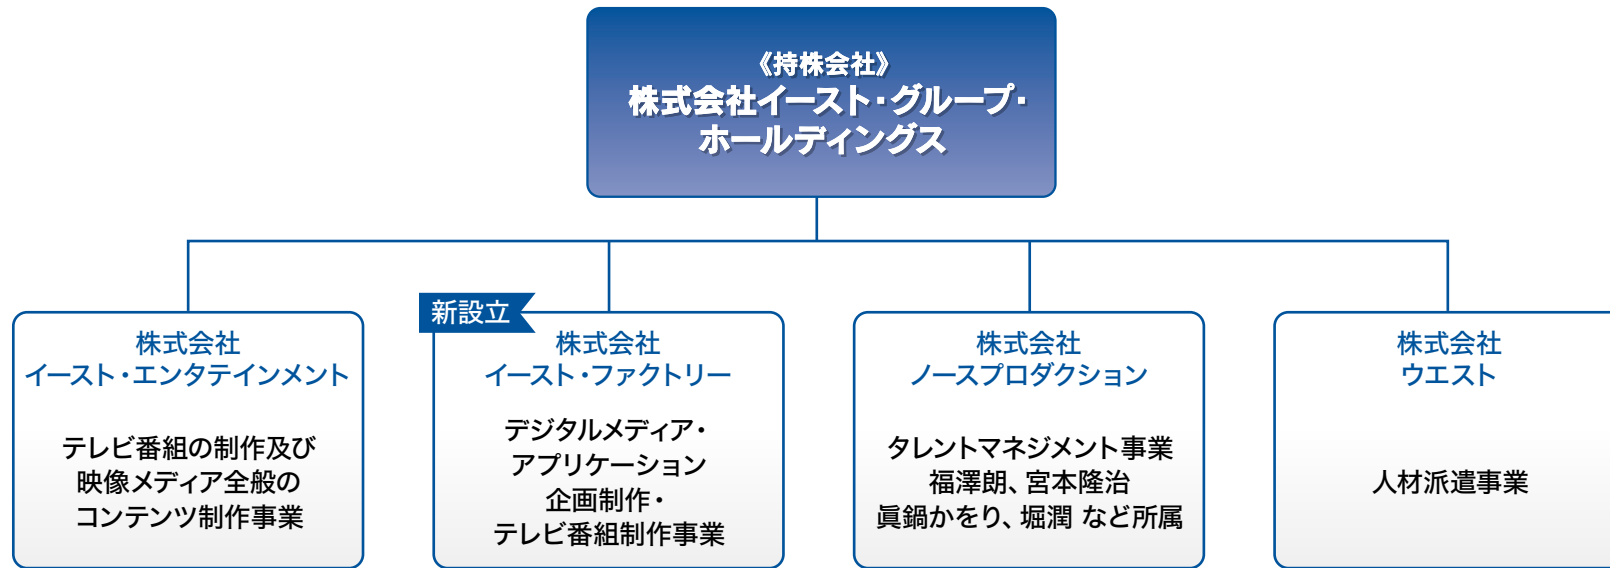 《持株会社》
株式会社イースト・グループ・
ホールディングス
株式会社
イースト・エンタテインメント
テレビ番組の制作及び
映像メディア全般の
コンテンツ制作事業
新設立
株式会社
イースト・ファクトリー
デジタルメディア・
アプリケーション
企画制作・
テレビ番組制作事業
株式会社
ノースプロダクション
タレントマネジメント事業
福澤朗、宮本隆治
眞鍋かをり、堀潤 など所属
株式会社
ウエスト
人材派遣事業